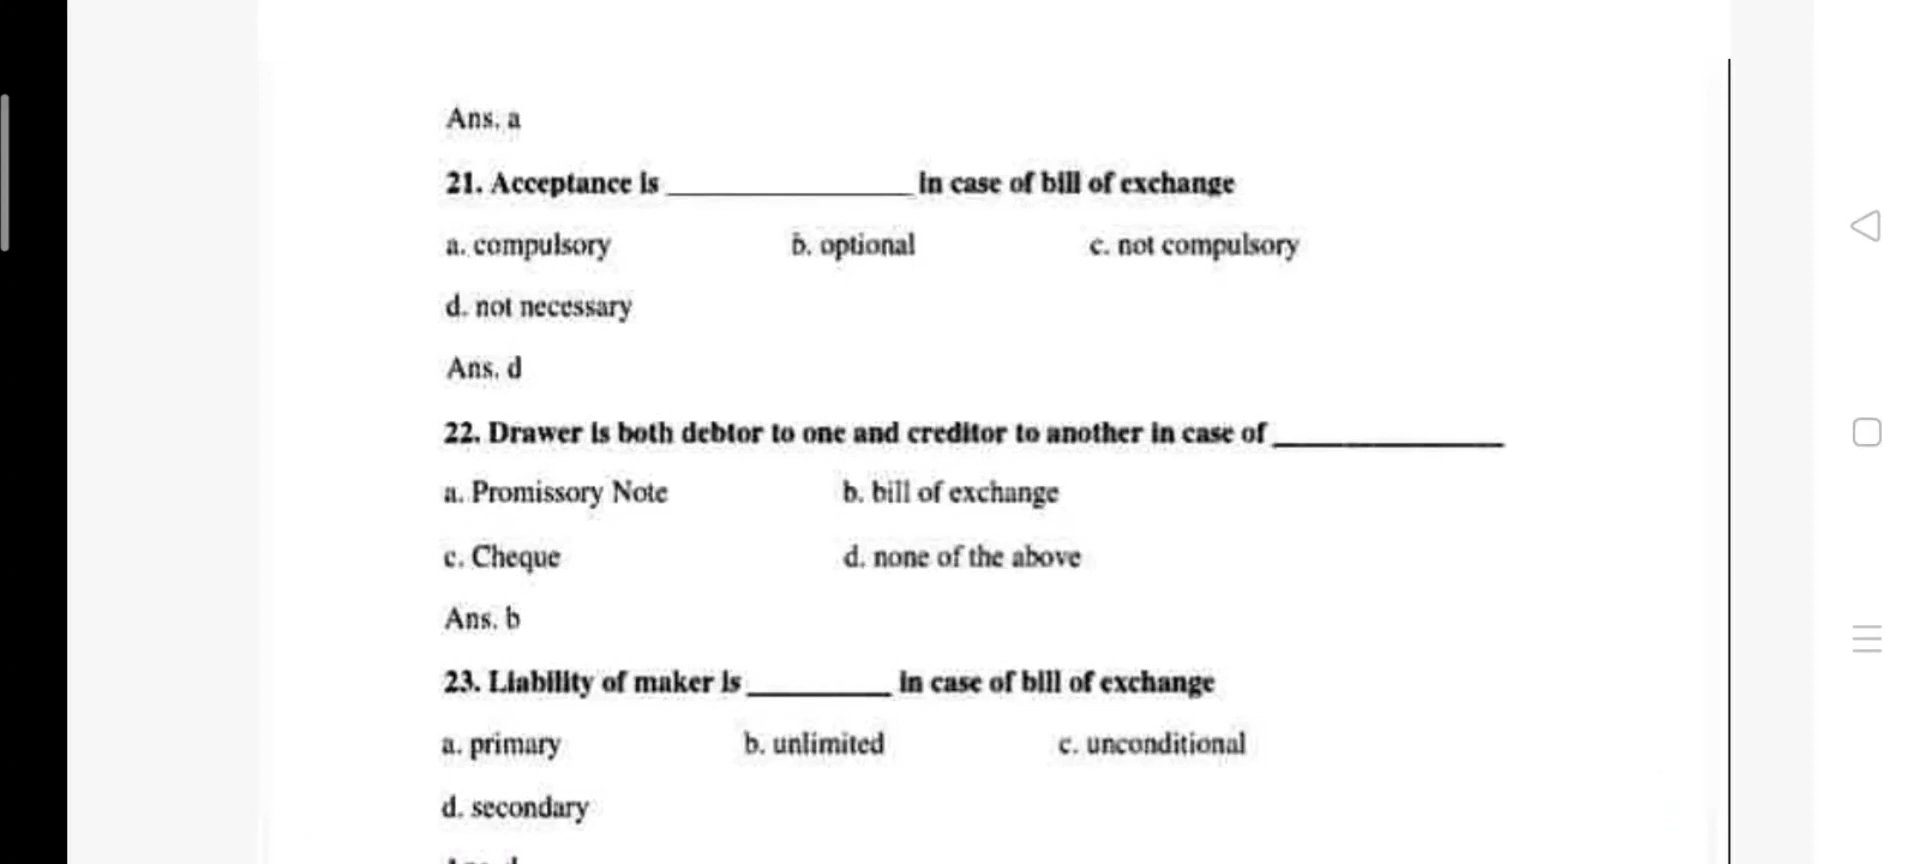 Ans. a
21. Acceptance is ____________ in case of bill of exchange
a. compulsory b. optional c. not compulsory
d. not necessary
Ans. d
22. Drawer is both debtor to one and creditor to another in case of ____________
a. Promissory Note b. bill of exchange
c. Cheque d. none of the above
Ans. b
23. Liability of maker is ________ in case of bill of exchange
a. primary b. unlimited c. unconditional
d. secondary